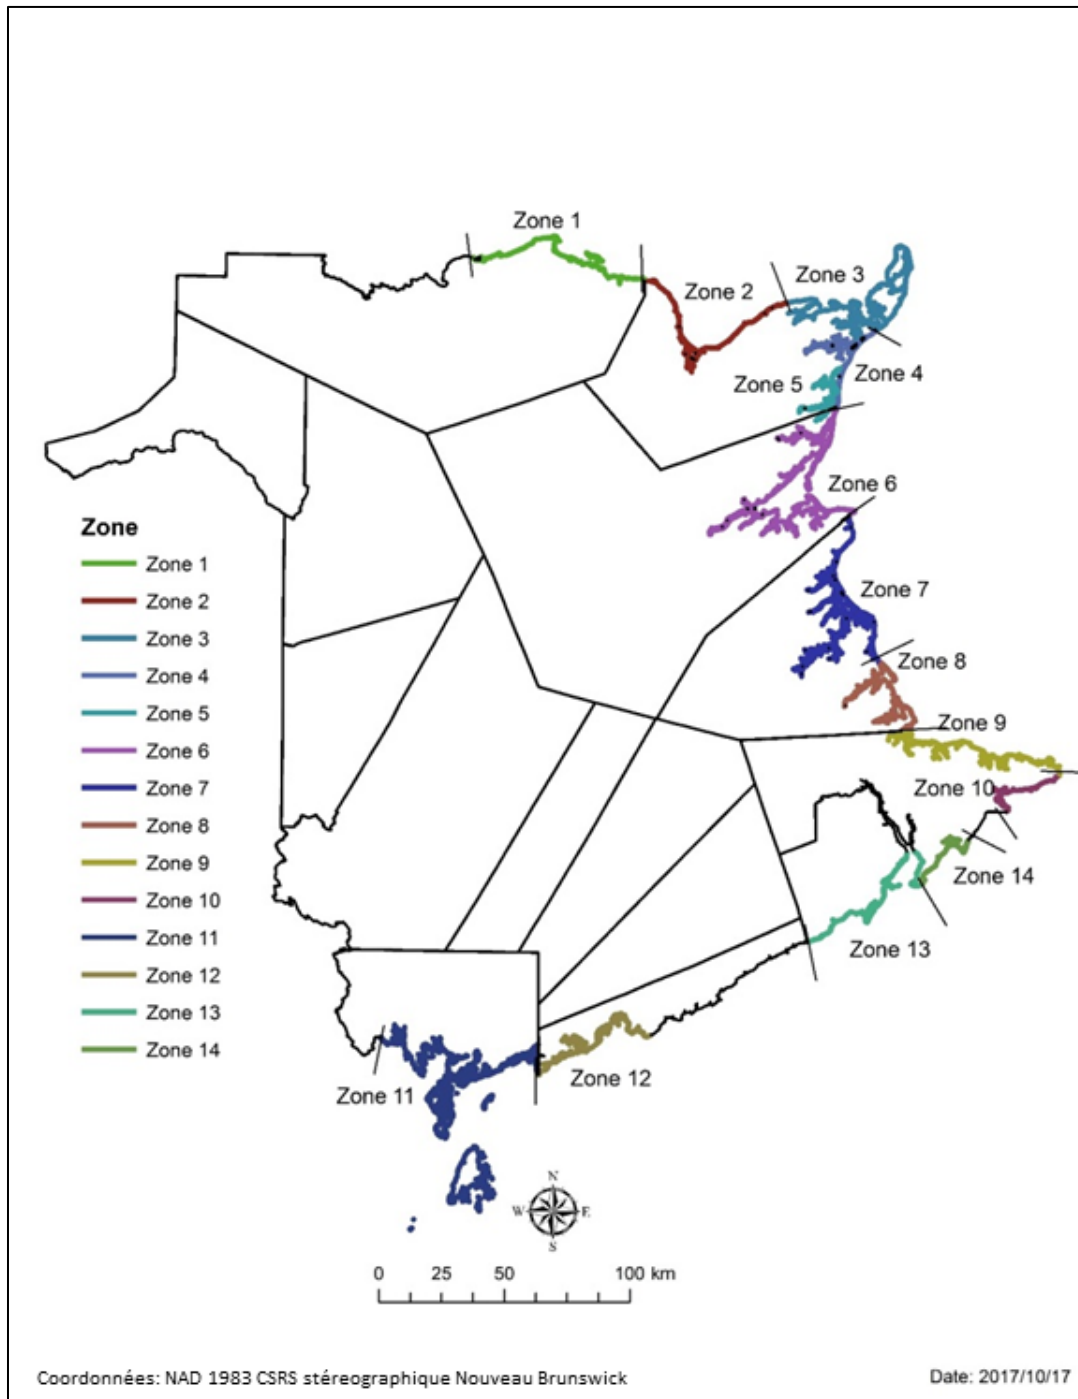 Zone 1
Zone 2
Zone 3
Zone 4
Zone 5
Zone 6
Zone 7
Zone 8
Zone 9
Zone 10
Zone 14
Zone 13
Zone 12
Zone 11
Zone
Zone 1
Zone 2
Zone 3
Zone 4
Zone 5
Zone 6
Zone 7
Zone 8
Zone 9
Zone 10
Zone 11
Zone 12
Zone 13
Zone 14
N
W E
S
0 25 50 100 km
Coordonnées: NAD 1983 CSRS stéreographique Nouveau Brunswick
Date: 2017/10/17